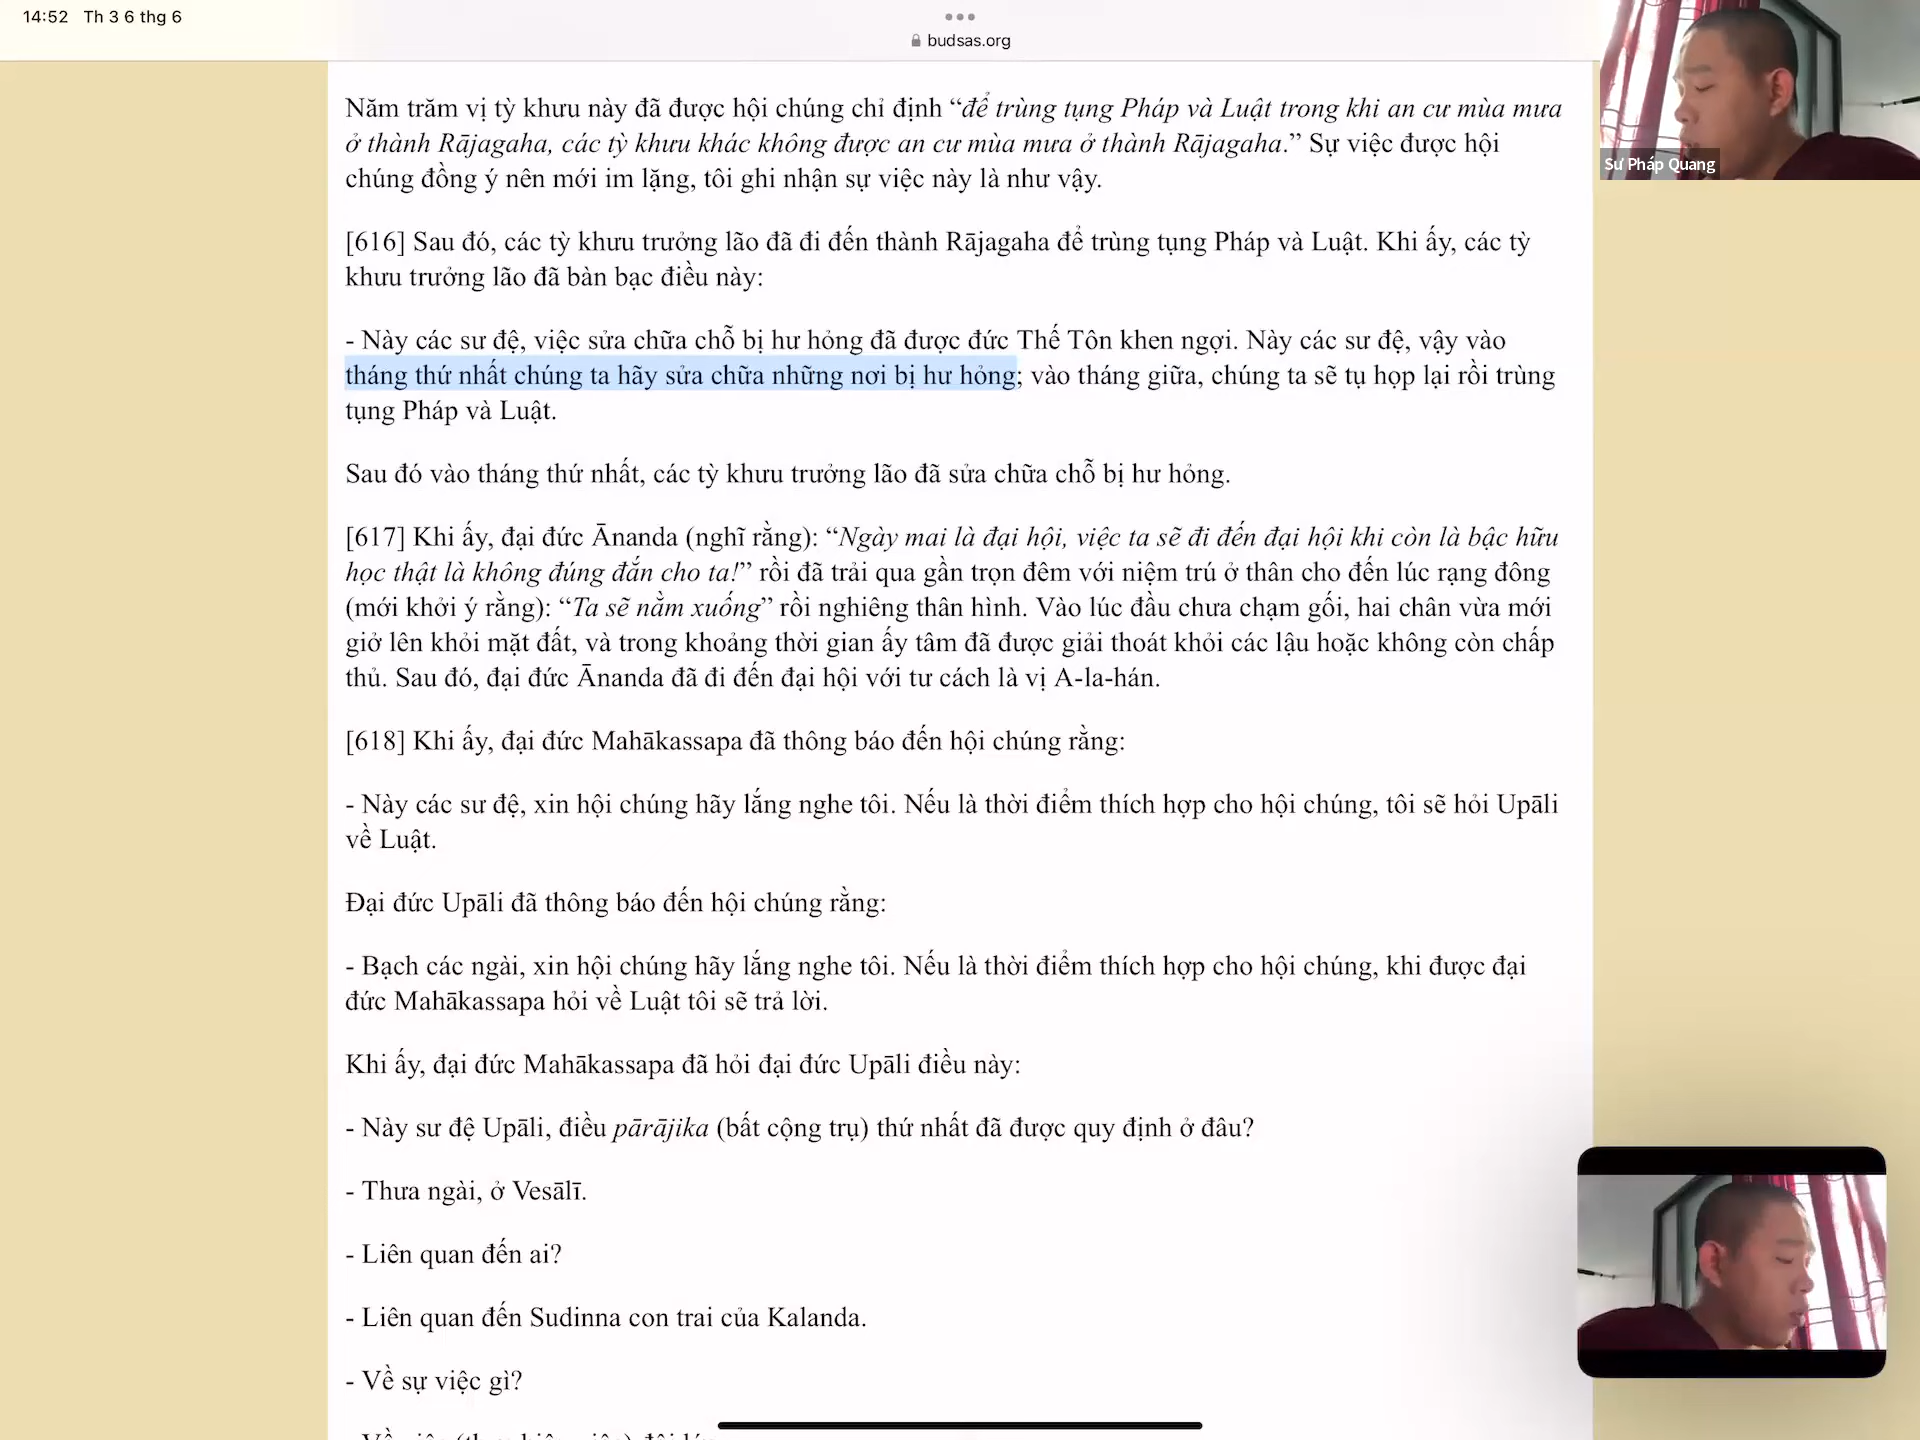 14:52 Th 3 6 thg 6
budsas.org
Năm trăm vị tỳ khưu này đã được hội chúng chỉ định “để trùng tụng Pháp và Luật trong khi an cư mùa mưa
ở thành Rājagaha, các tỳ khưu khác không được an cư mùa mưa ở thành Rājagaha.” Sự việc được hội
chúng đồng ý nên mới im lặng, tôi ghi nhận sự việc này là như vậy.
Sư Pháp Quang
[616] Sau đó, các tỳ khưu trưởng lão đã đi đến thành Rājagaha để trùng tụng Pháp và Luật. Khi ấy, các tỳ
khưu trưởng lão đã bàn bạc điều này:
- Này các sư đệ, việc sửa chữa chỗ bị hư hỏng đã được đức Thế Tôn khen ngợi. Này các sư đệ, vậy vào
tháng thứ nhất chúng ta hãy sửa chữa những nơi bị hư hỏng; vào tháng giữa, chúng ta sẽ tụ họp lại rồi trùng
tụng Pháp và Luật.
Sau đó vào tháng thứ nhất, các tỳ khưu trưởng lão đã sửa chữa chỗ bị hư hỏng.
[617] Khi ấy, đại đức Ānanda (nghĩ rằng): “Ngày mai là đại hội, việc ta sẽ đi đến đại hội khi còn là bậc hữu
học thật là không đúng đắn cho ta!” rồi đã trải qua gần trọn đêm với niệm trú ở thân cho đến lúc rạng đông
(mới khởi ý rằng): “Ta sẽ nằm xuống” rồi nghiêng thân hình. Vào lúc đầu chưa chạm gối, hai chân vừa mới
giở lên khỏi mặt đất, và trong khoảng thời gian ấy tâm đã được giải thoát khỏi các lậu hoặc không còn chấp
thủ. Sau đó, đại đức Ānanda đã đi đến đại hội với tư cách là vị A-la-hán.
[618] Khi ấy, đại đức Mahākassapa đã thông báo đến hội chúng rằng:
- Này các sư đệ, xin hội chúng hãy lắng nghe tôi. Nếu là thời điểm thích hợp cho hội chúng, tôi sẽ hỏi Upāli
về Luật.
Đại đức Upāli đã thông báo đến hội chúng rằng:
- Bạch các ngài, xin hội chúng hãy lắng nghe tôi. Nếu là thời điểm thích hợp cho hội chúng, khi được đại
đức Mahākassapa hỏi về Luật tôi sẽ trả lời.
Khi ấy, đại đức Mahākassapa đã hỏi đại đức Upāli điều này:
- Này sư đệ Upāli, điều pārājika (bất cộng trụ) thứ nhất đã được quy định ở đâu?
- Thưa ngài, ở Vesālī.
- Liên quan đến ai?
- Liên quan đến Sudinna con trai của Kalanda.
- Về sự việc gì?